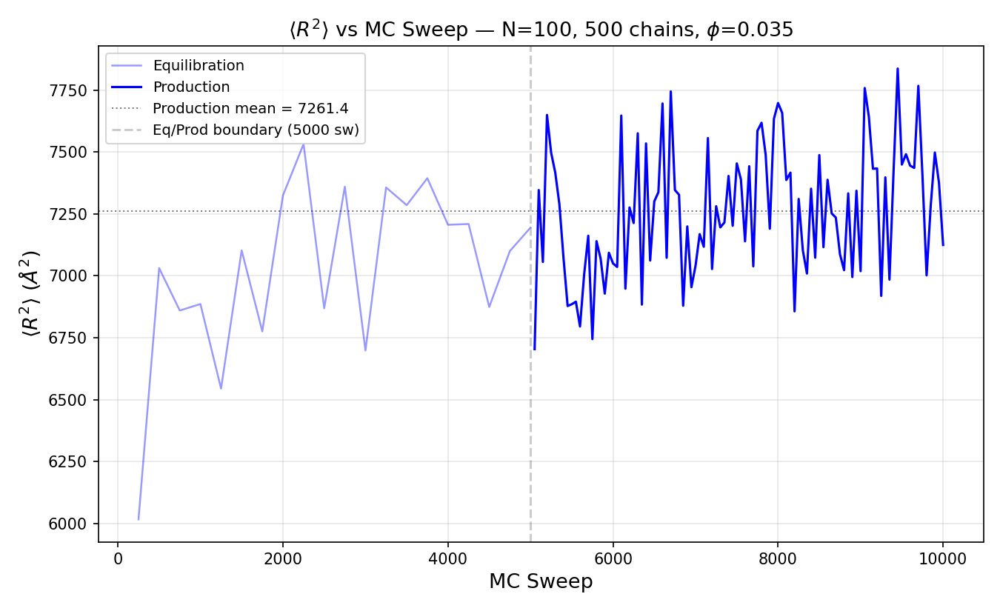 ⟨R²⟩ vs MC Sweep — N=100, 500 chains, ϕ=0.035
Equilibration
Production
Production mean = 7261.4
Eq/Prod boundary (5000 sw)
⟨R²⟩ (Å²)
7750
7500
7250
7000
6750
6500
6250
6000
0 2000 4000 6000 8000 10000
MC Sweep